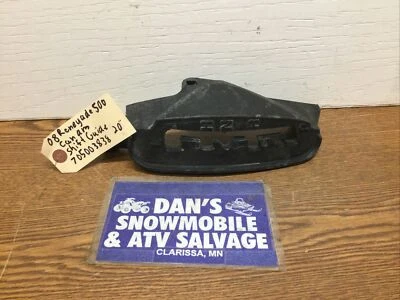 08 Renegade 500
Can am
Shift Guide
705003838 20-
DAN'S
SNOWMOBILE
& ATV SALVAGE
CLARISSA, MN